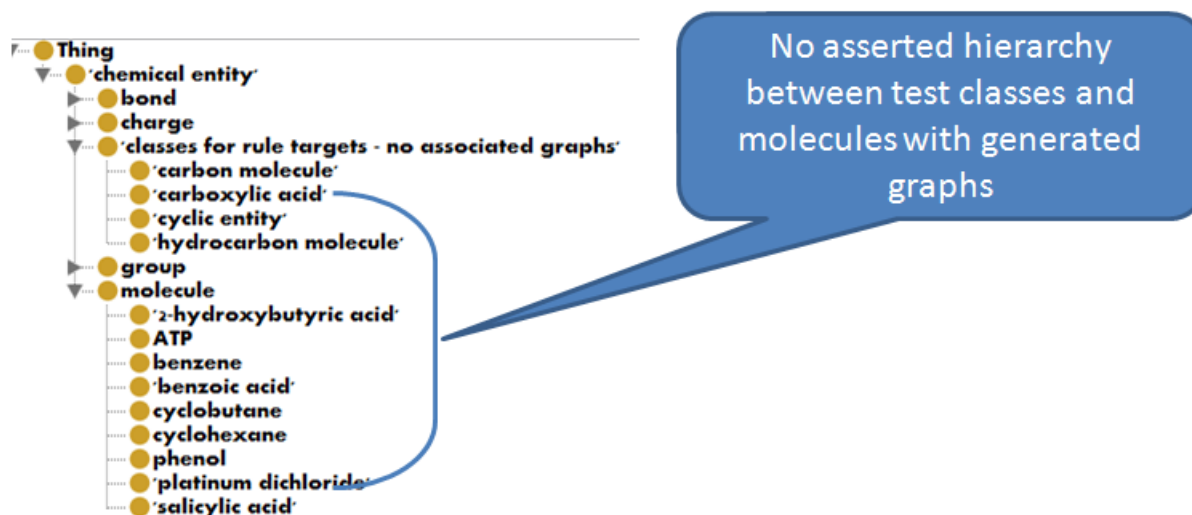 Thing
'chemical entity'
bond
charge
'classes for rule targets - no associated graphs'
'carbon molecule'
'carboxylic acid'
'cyclic entity'
'hydrocarbon molecule'
group
molecule
'2-hydroxybutyric acid'
ATP
benzene
'benzoic acid'
cyclobutane
cyclohexane
phenol
'platinum dichloride'
'salicylic acid'
No asserted hierarchy
between test classes and
molecules with generated
graphs